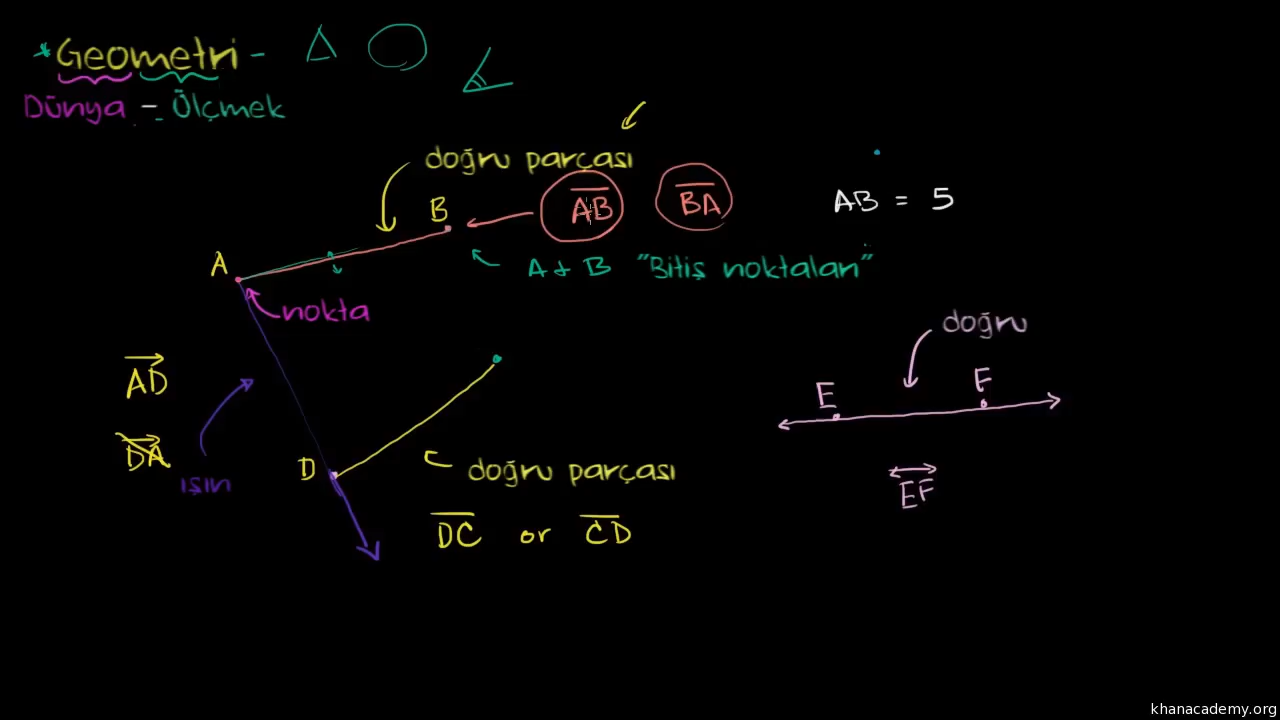 *Geometri -
Dünya - Ölçmek
doğru parçası
B
AB
BA
AB = 5
A
A + B "Bitiş noktaları"
nokta
doğru
AD
E
F
DA
D
ışın
doğru parçası
EF
DC or CD
khanacademy.org